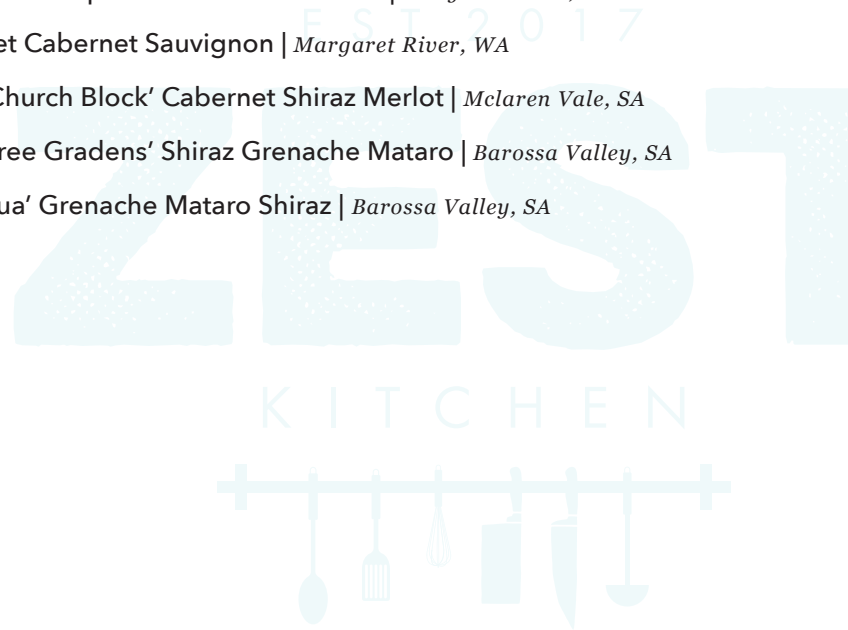 EST 2017
et Cabernet Sauvignon | Margaret River, WA
Church Block’ Cabernet Shiraz Merlot | Mclaren Vale, SA
ree Gradens’ Shiraz Grenache Mataro | Barossa Valley, SA
ua’ Grenache Mataro Shiraz | Barossa Valley, SA
ZEST
KITCHEN